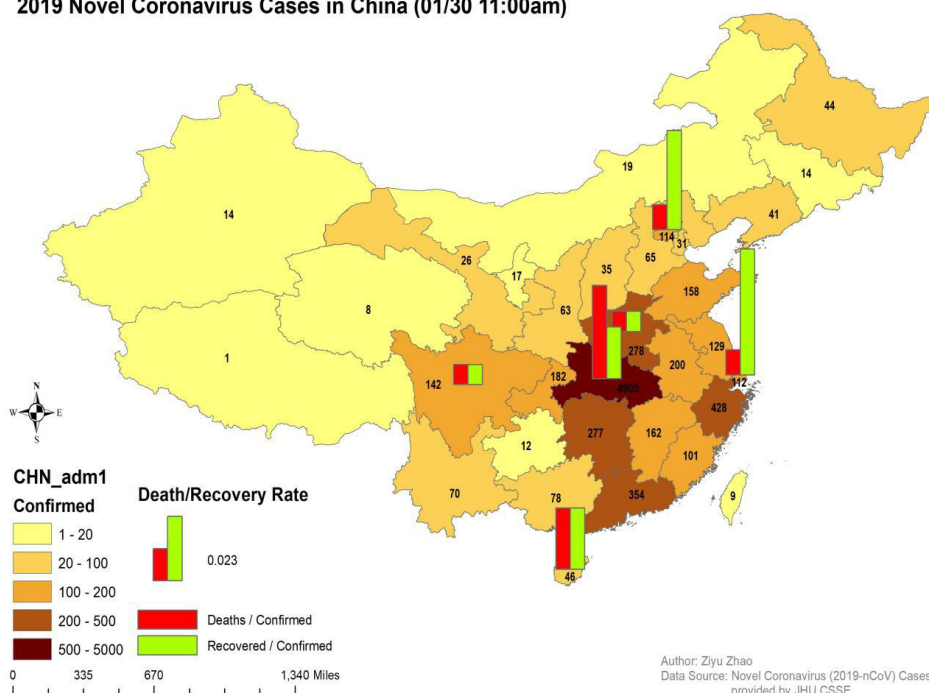 2019 Novel Coronavirus Cases in China (01/30 11:00am)
44
19
14
14
41
114
31
26
35
65
17
158
8
63
129
278
1
200
142
182
112
4903
428
277
162
12
101
70
78
354
9
46
N
W
E
S
CHN_adm1
Confirmed
1 - 20
20 - 100
100 - 200
200 - 500
500 - 5000
Death/Recovery Rate
0.023
Deaths / Confirmed
Recovered / Confirmed
0 335 670 1,340 Miles
Author: Ziyu Zhao
Data Source: Novel Coronavirus (2019-nCoV) Cases
provided by JHU CSSE